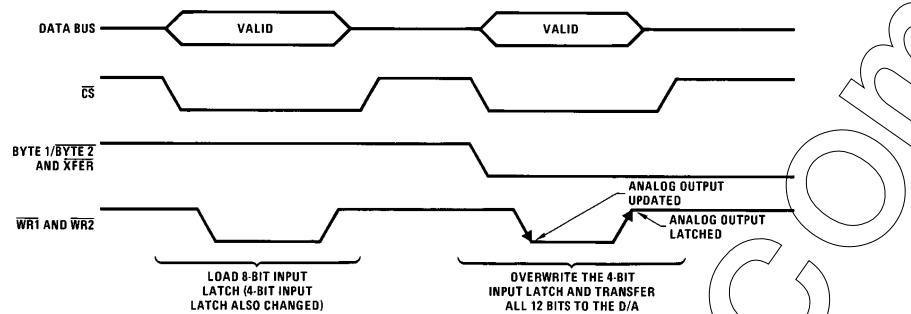 DATA BUS
VALID
VALID
CS
BYTE 1/BYTE 2
AND XFER
ANALOG OUTPUT
UPDATED
WR1 AND WR2
ANALOG OUTPUT
LATCHED
LOAD 8-BIT INPUT
LATCH (4-BIT INPUT
LATCH ALSO CHANGED)
OVERWRITE THE 4-BIT
INPUT LATCH AND TRANSFER
ALL 12 BITS TO THE D/A
com